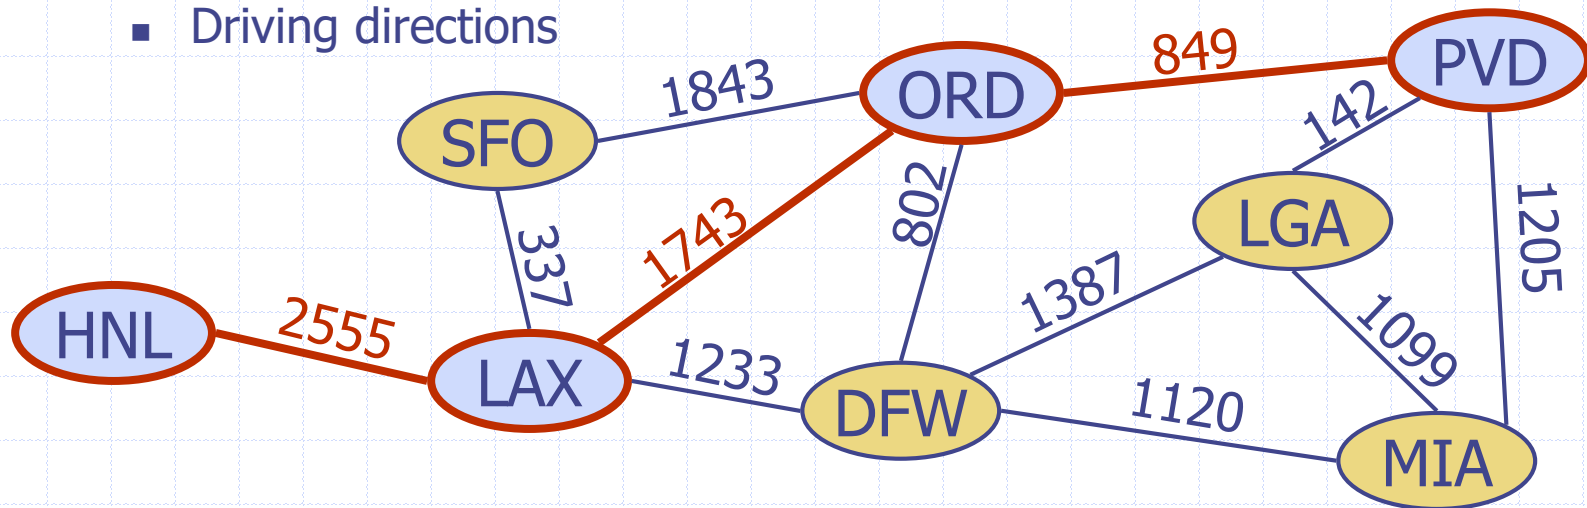 ▪ Driving directions
849
PVD
1843
ORD
142
SFO
802
LGA
1205
1743
337
1387
HNL
2555
LAX
1233
1099
DFW
1120
MIA